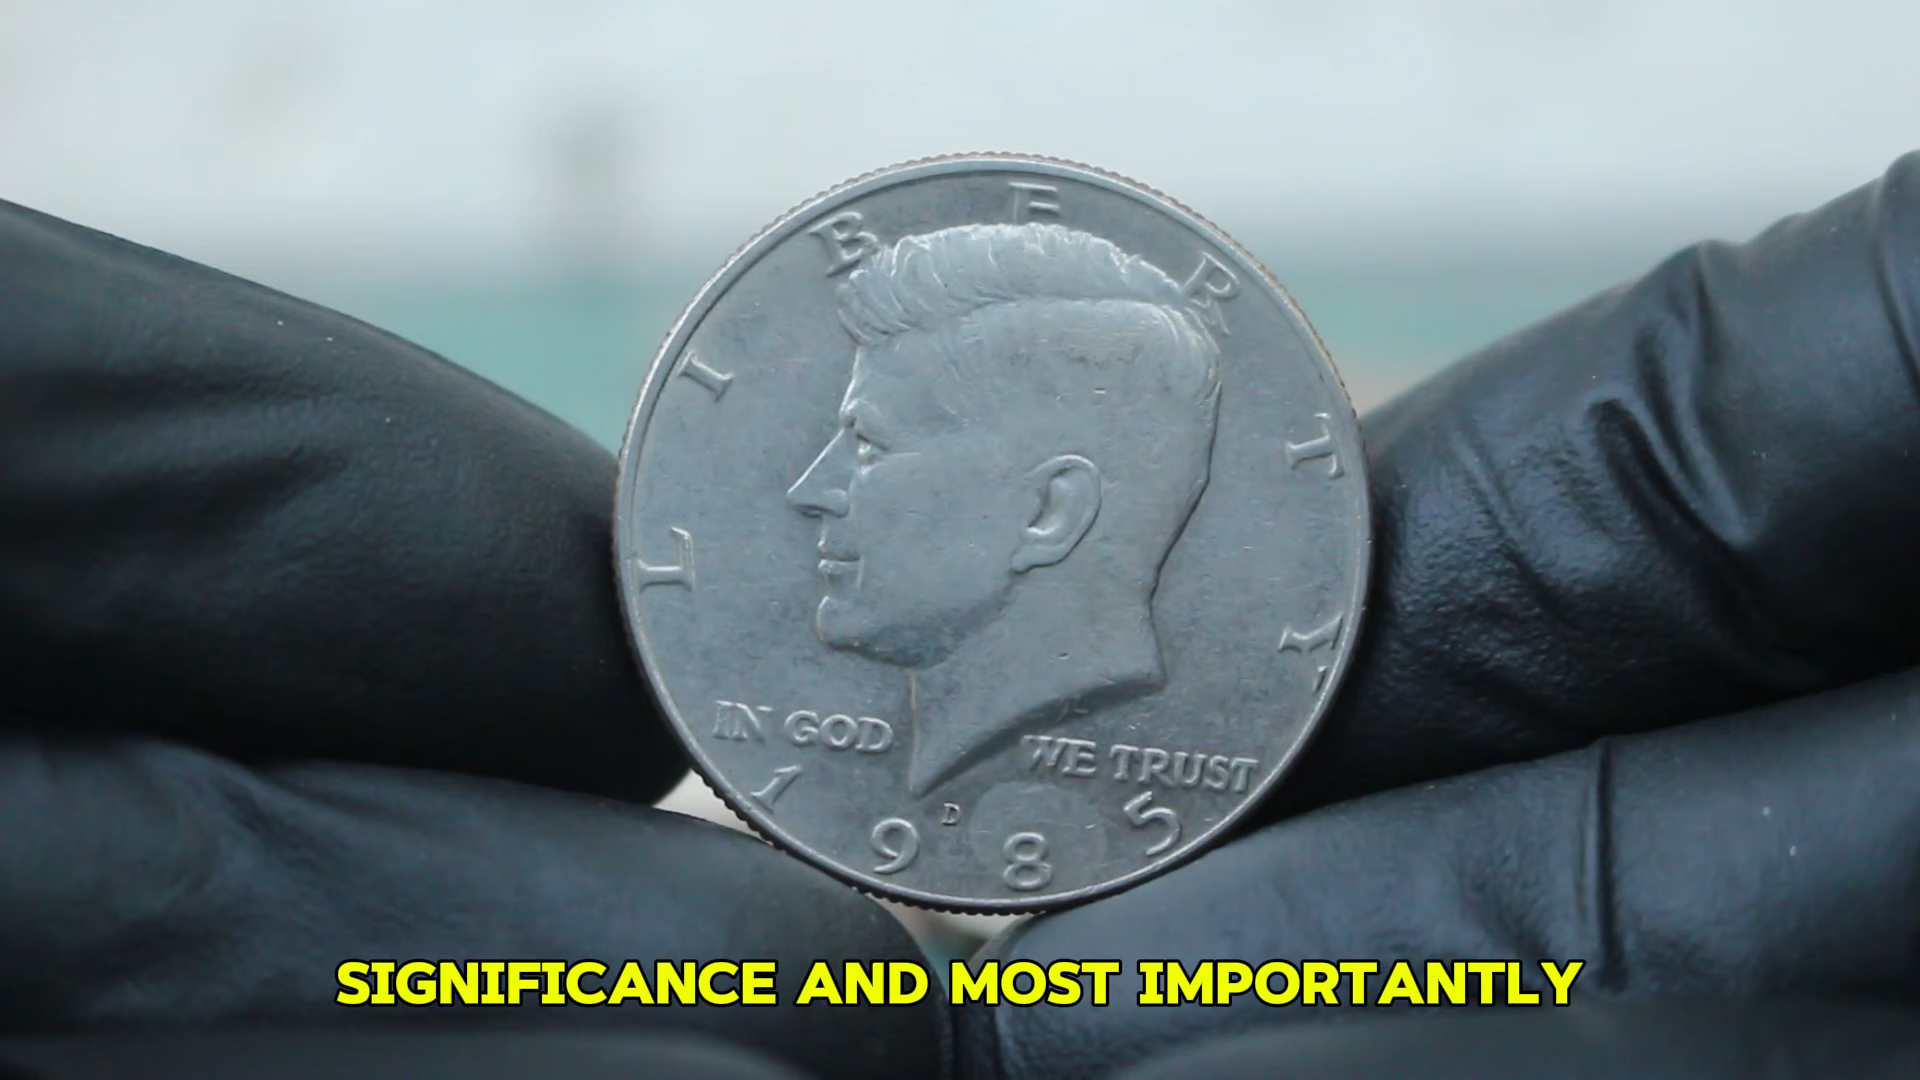 LIBERTY
IN GOD WE TRUST
D
1985
SIGNIFICANCE AND MOST IMPORTANTLY